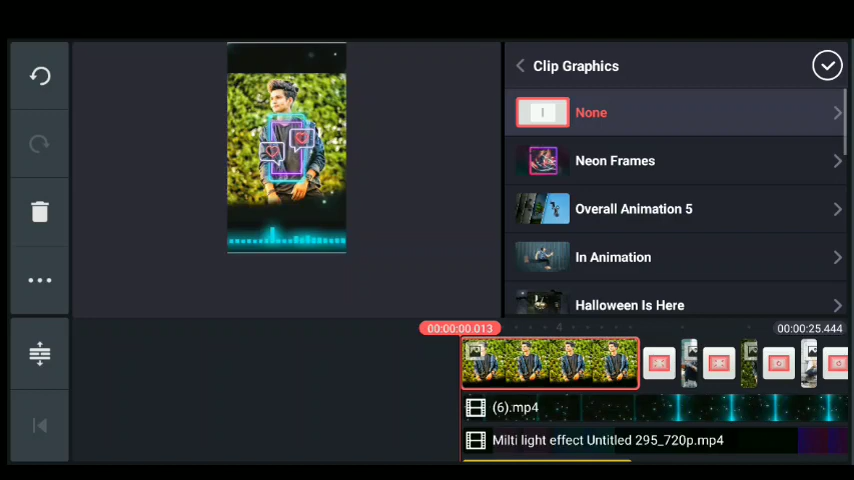 Clip Graphics
None
Neon Frames
Overall Animation 5
In Animation
Halloween Is Here
00:00:00.013
4
00:00:25.444
(6).mp4
Milti light effect Untitled 295_720p.mp4